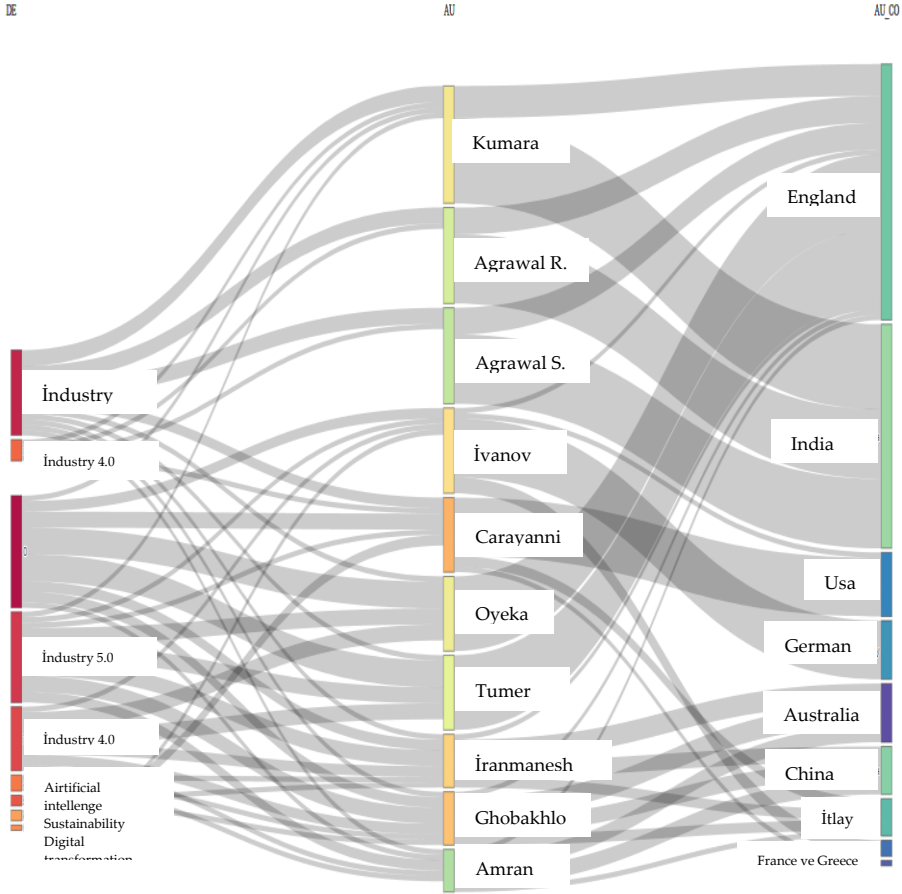 DE
AU
AU_CO
İndustry
İndustry 4.0
İndustry 5.0
İndustry 4.0
Airtificial
intellenge
Sustainability
Digital
transformation
Kumara
Agrawal R.
Agrawal S.
İvanov
Carayanni
Oyeka
Tumer
İranmanesh
Ghobakhlo
Amran
England
India
Usa
German
Australia
China
İtlay
France ve Greece